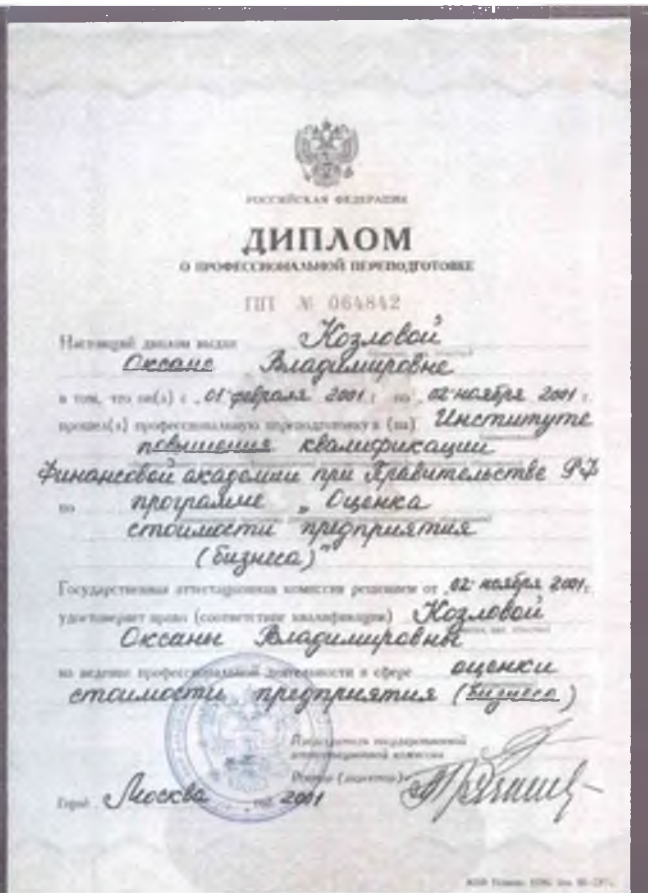 РОССИЙСКАЯ ФЕДЕРАЦИЯ
ДИПЛОМ
О ПРОФЕССИОНАЛЬНОЙ ПЕРЕПОДГОТОВКЕ
ПП № 064842
Настоящий диплом выдан Козловой
Оксане Владимировне
в том, что он(а) с „01“ февраля 2001 г. по „02“ ноября 2001 г.
прошел(а) профессиональную переподготовку в (на) Институте
повышения квалификации
Финансовой академии при Правительстве РФ
по программе „Оценка
стоимости предприятия
(бизнеса)“
Государственная аттестационная комиссия решением от „02“ ноября 2001 г.
удостоверяет право (соответствие квалификации) Козловой
Оксаны Владимировны
на ведение профессиональной деятельности в сфере оценки
стоимости предприятия (бизнеса)
Председатель государственной
аттестационной комиссии
Ректор (директор)
Город Москва год 2001